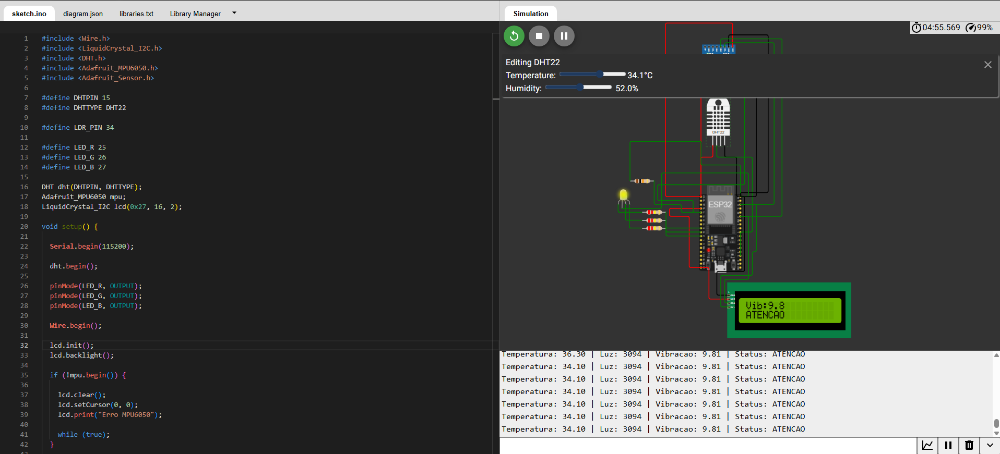 sketch.ino
diagram.json
libraries.txt
Library Manager
1 #include <Wire.h>
2 #include <LiquidCrystal_I2C.h>
3 #include <DHT.h>
4 #include <Adafruit_MPU6050.h>
5 #include <Adafruit_Sensor.h>
6
7 #define DHTPIN 15
8 #define DHTTYPE DHT22
9
10 #define LDR_PIN 34
11
12 #define LED_R 25
13 #define LED_G 26
14 #define LED_B 27
15
16 DHT dht(DHTPIN, DHTTYPE);
17 Adafruit_MPU6050 mpu;
18 LiquidCrystal_I2C lcd(0x27, 16, 2);
19
20 void setup() {
21
22 Serial.begin(115200);
23
24 dht.begin();
25
26 pinMode(LED_R, OUTPUT);
27 pinMode(LED_G, OUTPUT);
28 pinMode(LED_B, OUTPUT);
29
30 Wire.begin();
31
32 lcd.init();
33 lcd.backlight();
34
35 if (!mpu.begin()) {
36
37 lcd.clear();
38 lcd.setCursor(0, 0);
39 lcd.print("Erro MPU6050");
40
41 while (true);
42 }
Simulation
04:55.569 99%
Editing DHT22
Temperature: 34.1°C
Humidity: 52.0%
DHT22
ESP32
Vib:9.8
ATENCAO
Temperatura: 36.30 | Luz: 3094 | Vibracao: 9.81 | Status: ATENCAO
Temperatura: 34.10 | Luz: 3094 | Vibracao: 9.81 | Status: ATENCAO
Temperatura: 34.10 | Luz: 3094 | Vibracao: 9.81 | Status: ATENCAO
Temperatura: 34.10 | Luz: 3094 | Vibracao: 9.81 | Status: ATENCAO
Temperatura: 34.10 | Luz: 3094 | Vibracao: 9.81 | Status: ATENCAO
Temperatura: 34.10 | Luz: 3094 | Vibracao: 9.81 | Status: ATENCAO
Temperatura: 34.10 | Luz: 3094 | Vibracao: 9.81 | Status: ATENCAO